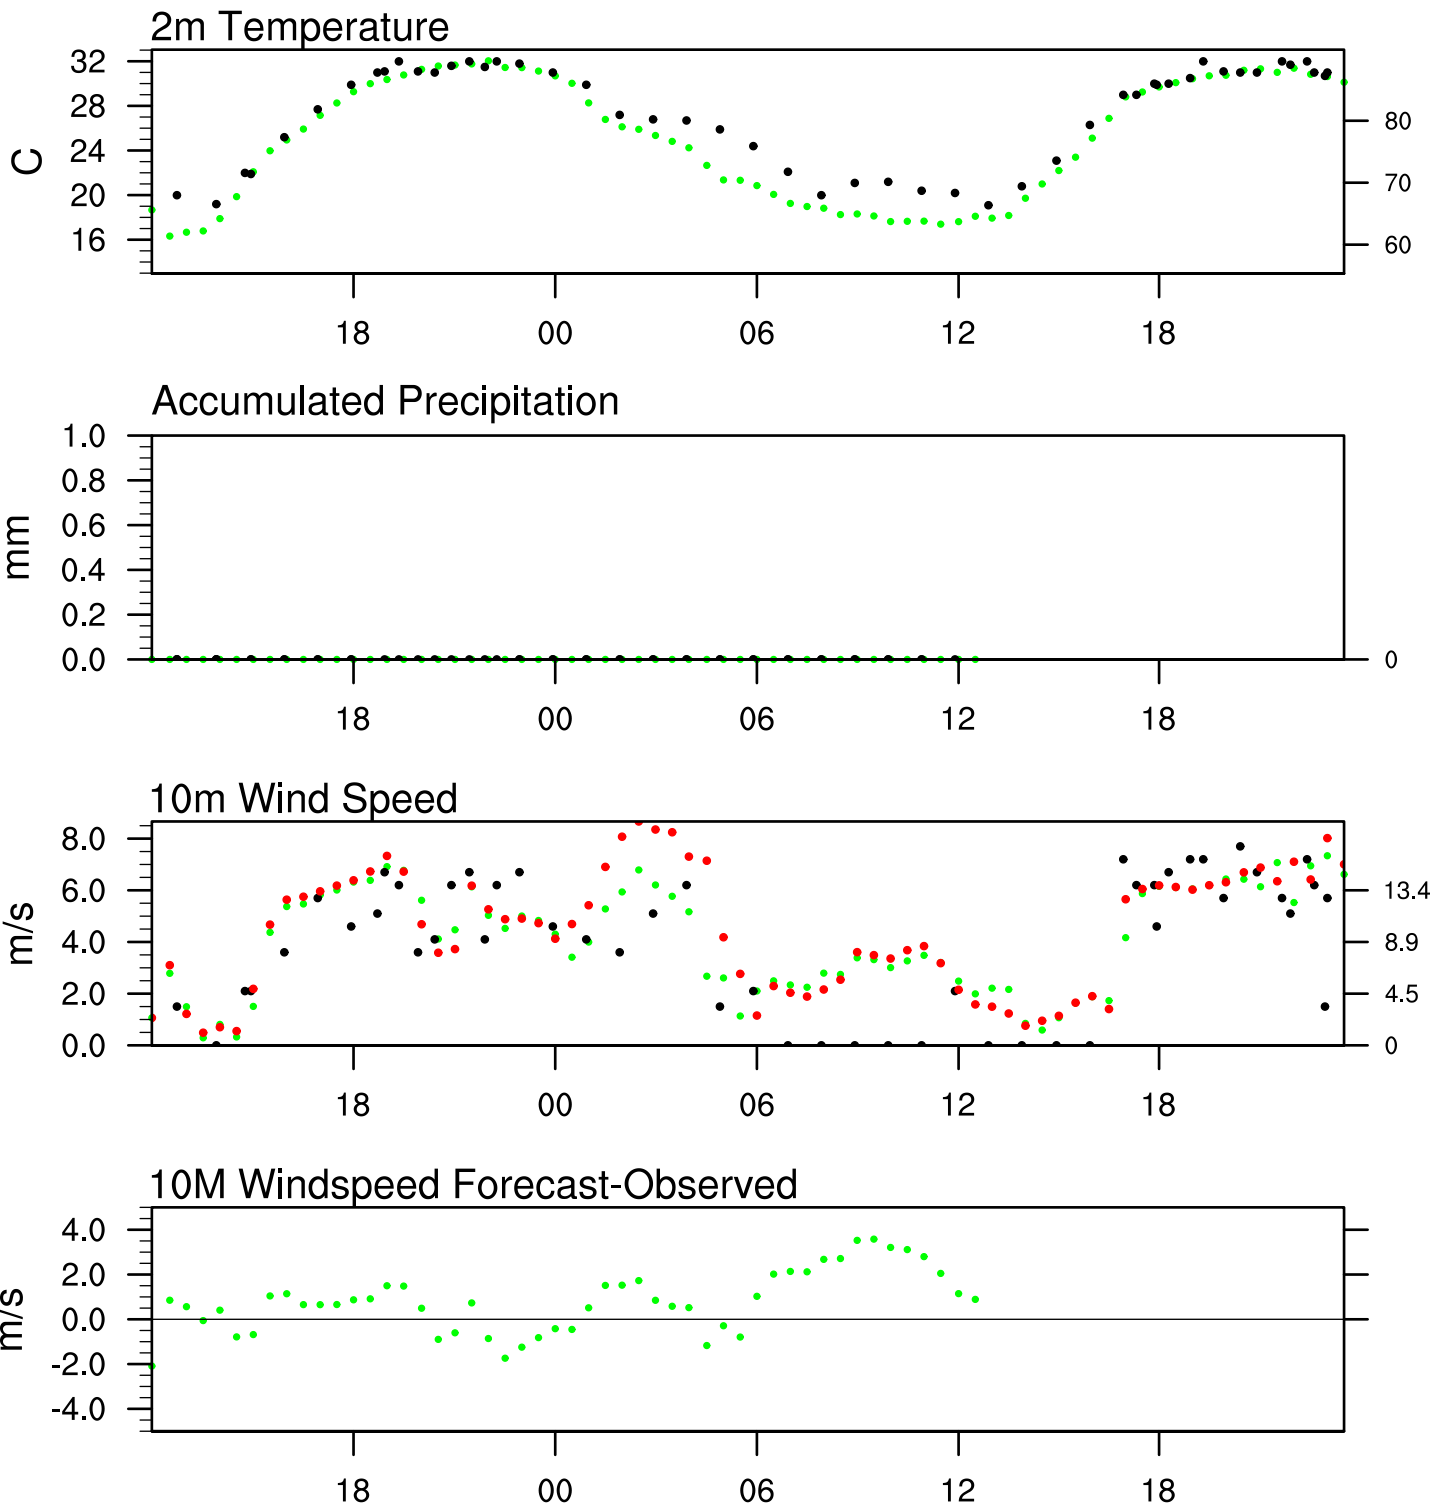 2m Temperature
32
28
24
20
16
C
80
70
60
18 00 06 12 18
Accumulated Precipitation
1.0
0.8
0.6
0.4
0.2
0.0
mm
0
18 00 06 12 18
10m Wind Speed
8.0
6.0
4.0
2.0
0.0
m/s
13.4
8.9
4.5
0
18 00 06 12 18
10M Windspeed Forecast-Observed
4.0
2.0
0.0
-2.0
-4.0
m/s
18 00 06 12 18